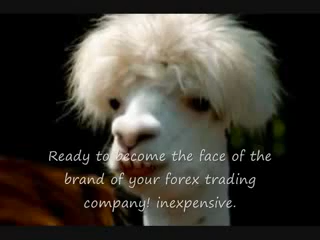 Ready to become the face of the
brand of your forex trading
company! inexpensive.